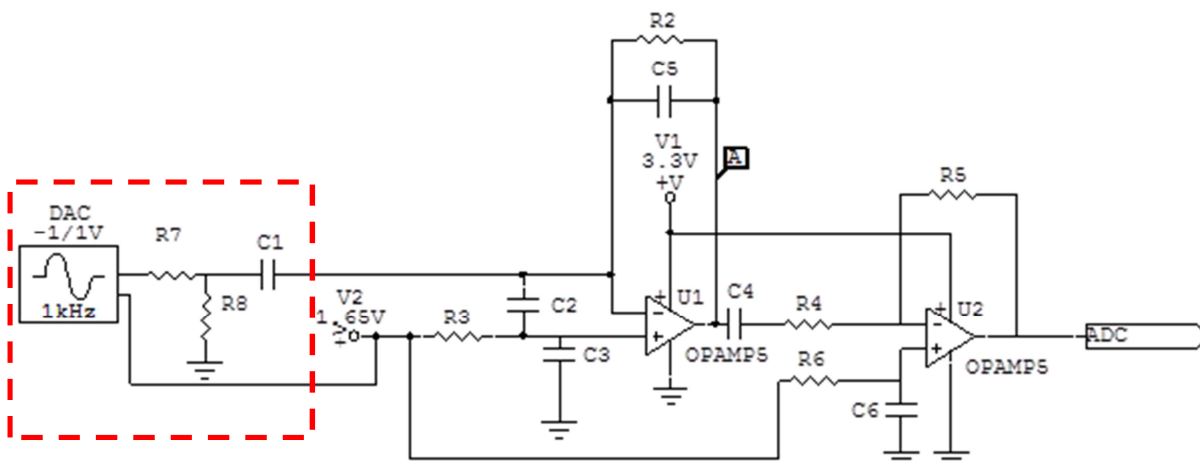 R2
C5
V1
3.3V
+V
A
R5
DAC
-1/1V
R7
C1
R8
1kHz
V2
1.65V
R3
C2
C3
U1
OPAMP5
C4
R4
R6
C6
U2
OPAMP5
ADC